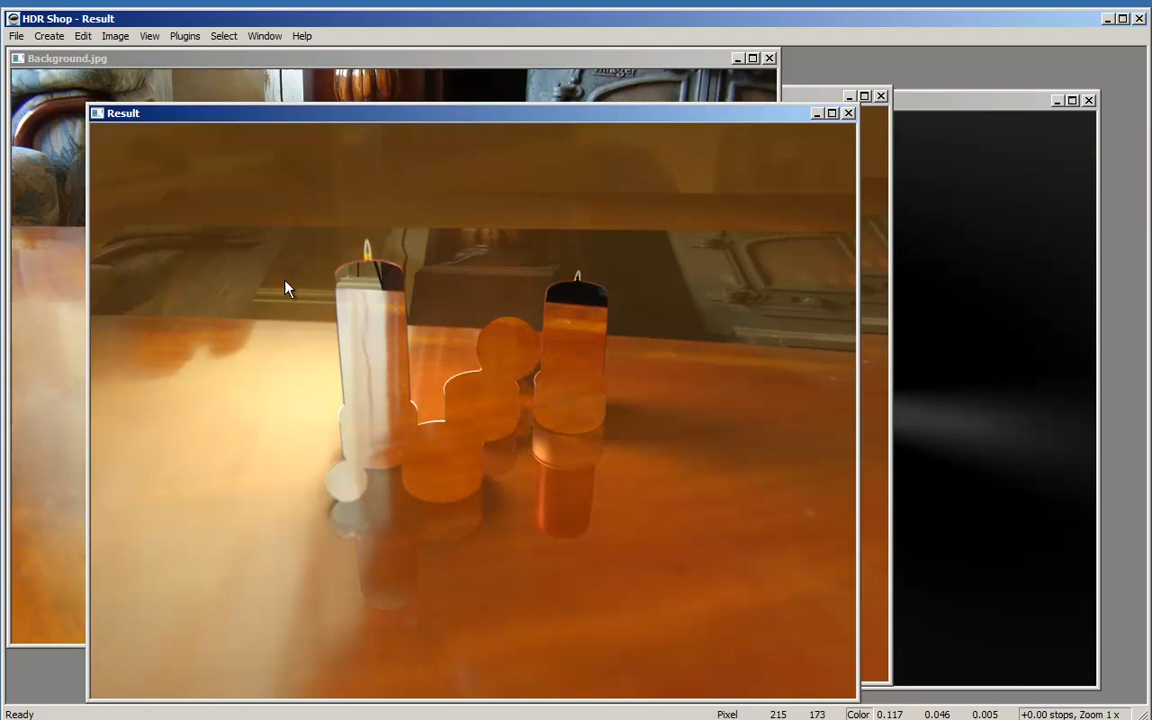 HDR Shop - Result
File Create Edit Image View Plugins Select Window Help
Background.jpg
Result
Ready Pixel 215 173 Color 0.117 0.046 0.005 +0.00 stops, Zoom 1 x